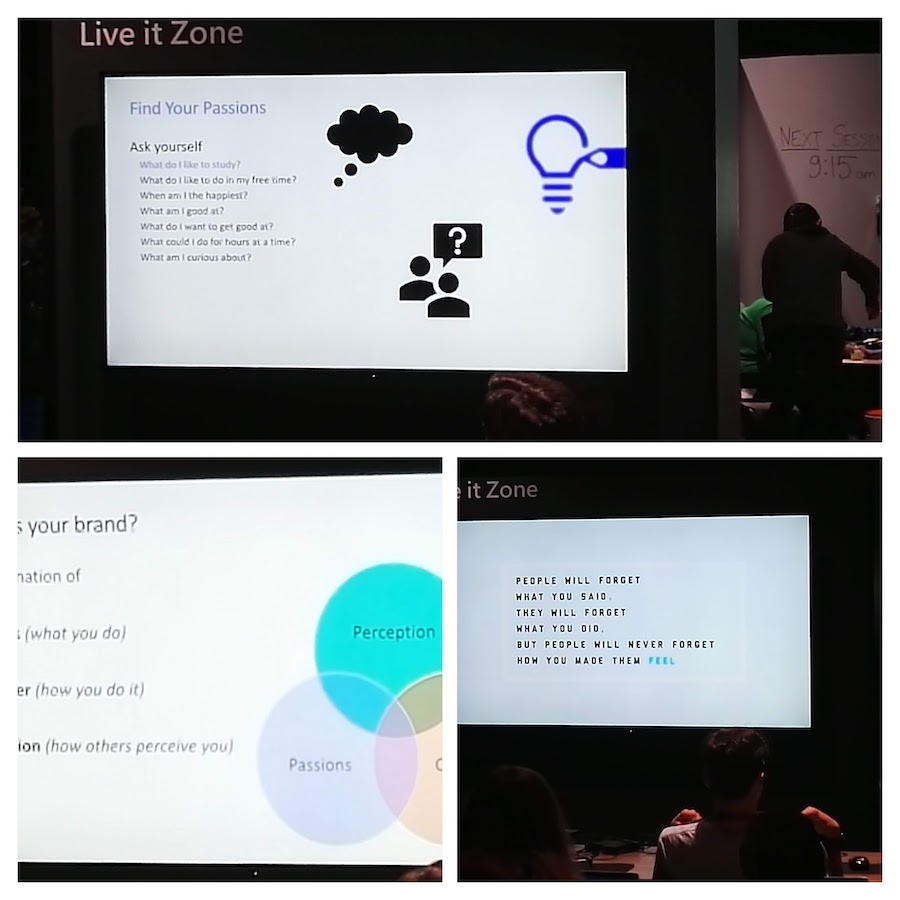 Live it Zone
Find Your Passions
Ask yourself
What do I like to study?
What do I like to do in my free time?
When am I the happiest?
What am I good at?
What do I want to get good at?
What could I do for hours at a time?
What am I curious about?
?
NEXT
9:15 am
s your brand?
nation of
s (what you do)
er (how you do it)
ion (how others perceive you)
Perception
Passions
C
e it Zone
PEOPLE WILL FORGET
WHAT YOU SAID,
THEY WILL FORGET
WHAT YOU DID,
BUT PEOPLE WILL NEVER FORGET
HOW YOU MADE THEM FEEL